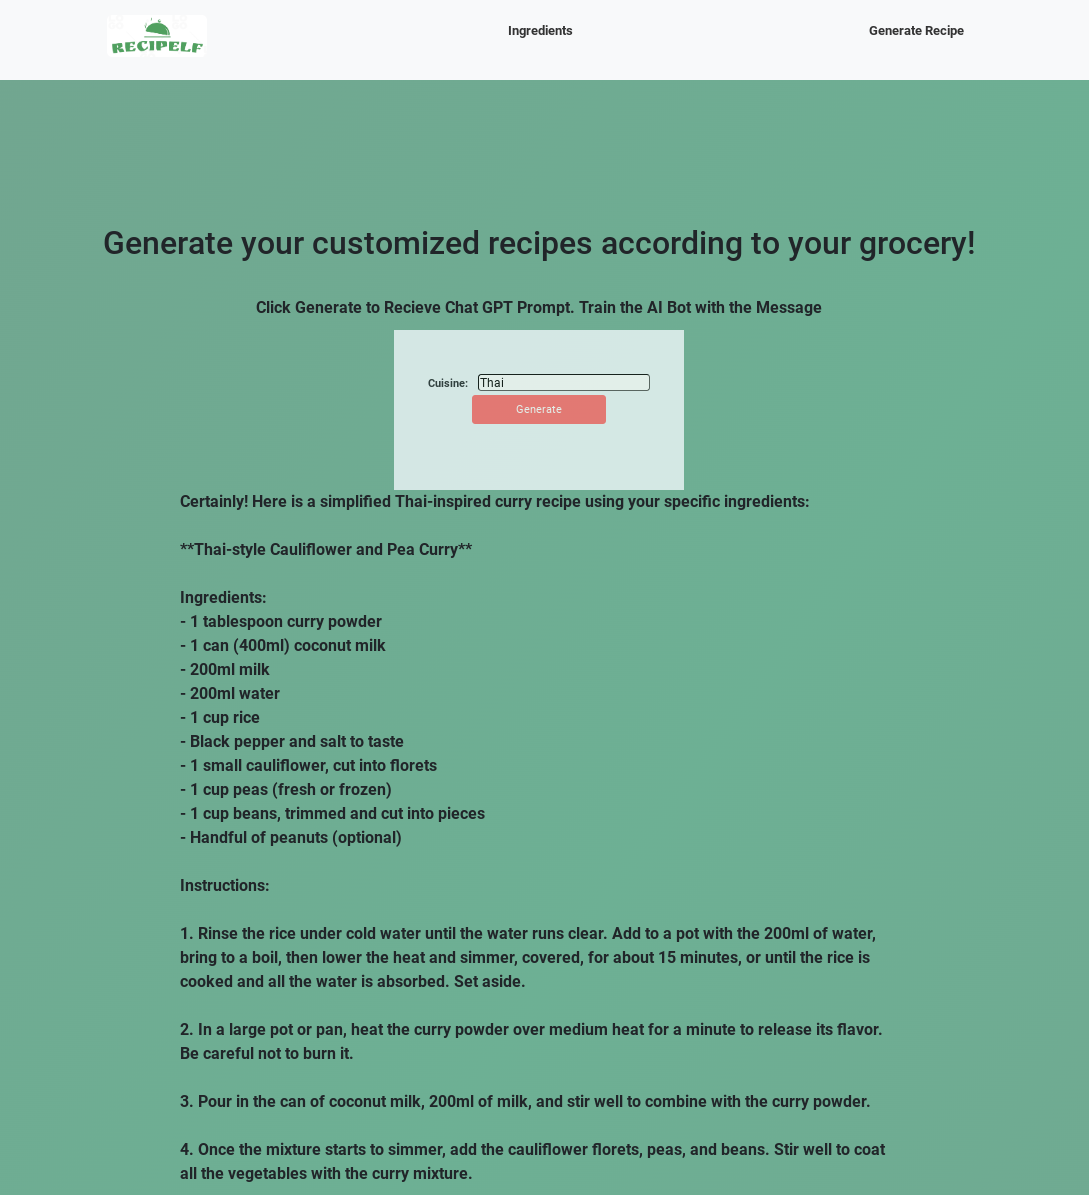 RECIPELF
Ingredients
Generate Recipe
Generate your customized recipes according to your grocery!
Click Generate to Recieve Chat GPT Prompt. Train the AI Bot with the Message
Cuisine:
Thai
Generate
Certainly! Here is a simplified Thai-inspired curry recipe using your specific ingredients:
**Thai-style Cauliflower and Pea Curry**
Ingredients:
- 1 tablespoon curry powder
- 1 can (400ml) coconut milk
- 200ml milk
- 200ml water
- 1 cup rice
- Black pepper and salt to taste
- 1 small cauliflower, cut into florets
- 1 cup peas (fresh or frozen)
- 1 cup beans, trimmed and cut into pieces
- Handful of peanuts (optional)
Instructions:
1. Rinse the rice under cold water until the water runs clear. Add to a pot with the 200ml of water,
bring to a boil, then lower the heat and simmer, covered, for about 15 minutes, or until the rice is
cooked and all the water is absorbed. Set aside.
2. In a large pot or pan, heat the curry powder over medium heat for a minute to release its flavor.
Be careful not to burn it.
3. Pour in the can of coconut milk, 200ml of milk, and stir well to combine with the curry powder.
4. Once the mixture starts to simmer, add the cauliflower florets, peas, and beans. Stir well to coat
all the vegetables with the curry mixture.